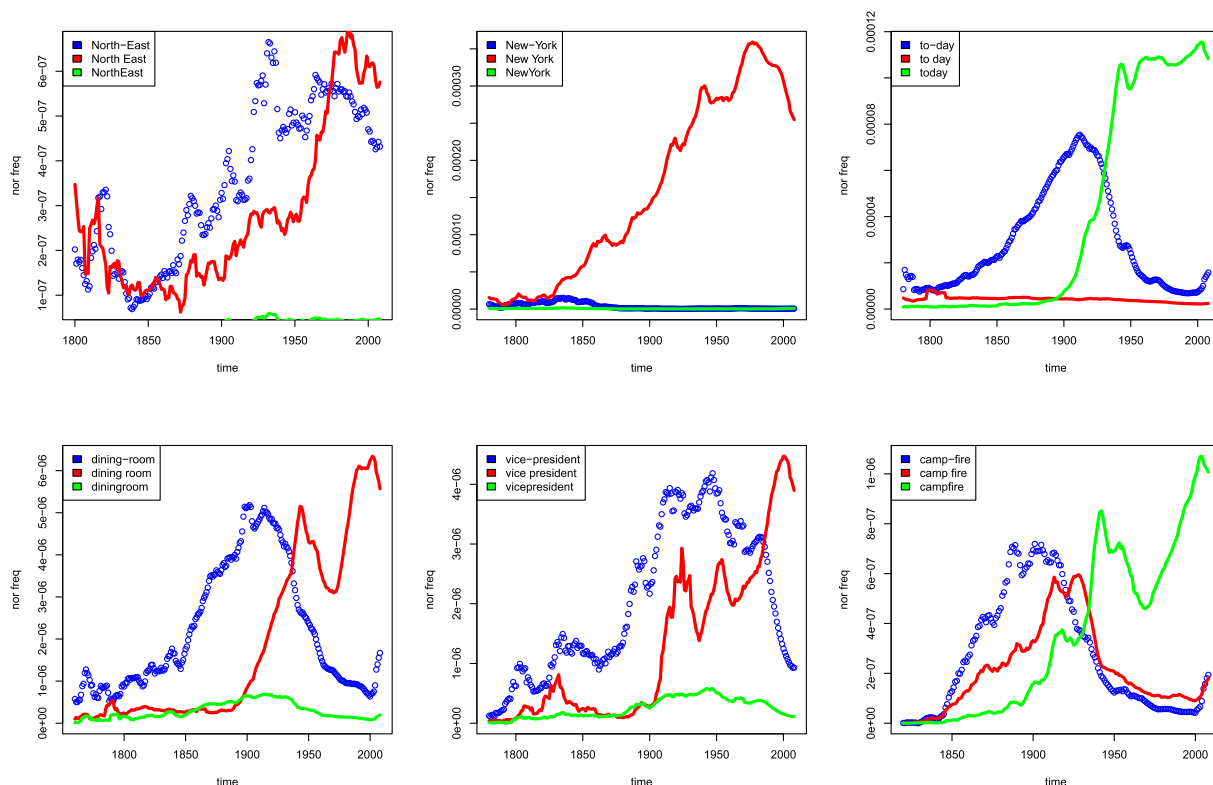 North-East
North East
NorthEast
nor freq
1e-07 2e-07 3e-07 4e-07 5e-07 6e-07
1800 1850 1900 1950 2000
time
New-York
New York
NewYork
nor freq
0.00000 0.00010 0.00020 0.00030
1800 1850 1900 1950 2000
time
to-day
to day
today
nor freq
0.00000 0.00004 0.00008 0.00012
1800 1850 1900 1950 2000
time
dining-room
dining room
diningroom
nor freq
0e+00 1e-06 2e-06 3e-06 4e-06 5e-06 6e-06
1800 1850 1900 1950 2000
time
vice-president
vice president
vicepresident
nor freq
0e+00 1e-06 2e-06 3e-06 4e-06
1800 1850 1900 1950 2000
time
camp-fire
camp fire
campfire
nor freq
0e+00 2e-07 4e-07 6e-07 8e-07 1e-06
1850 1900 1950 2000
time